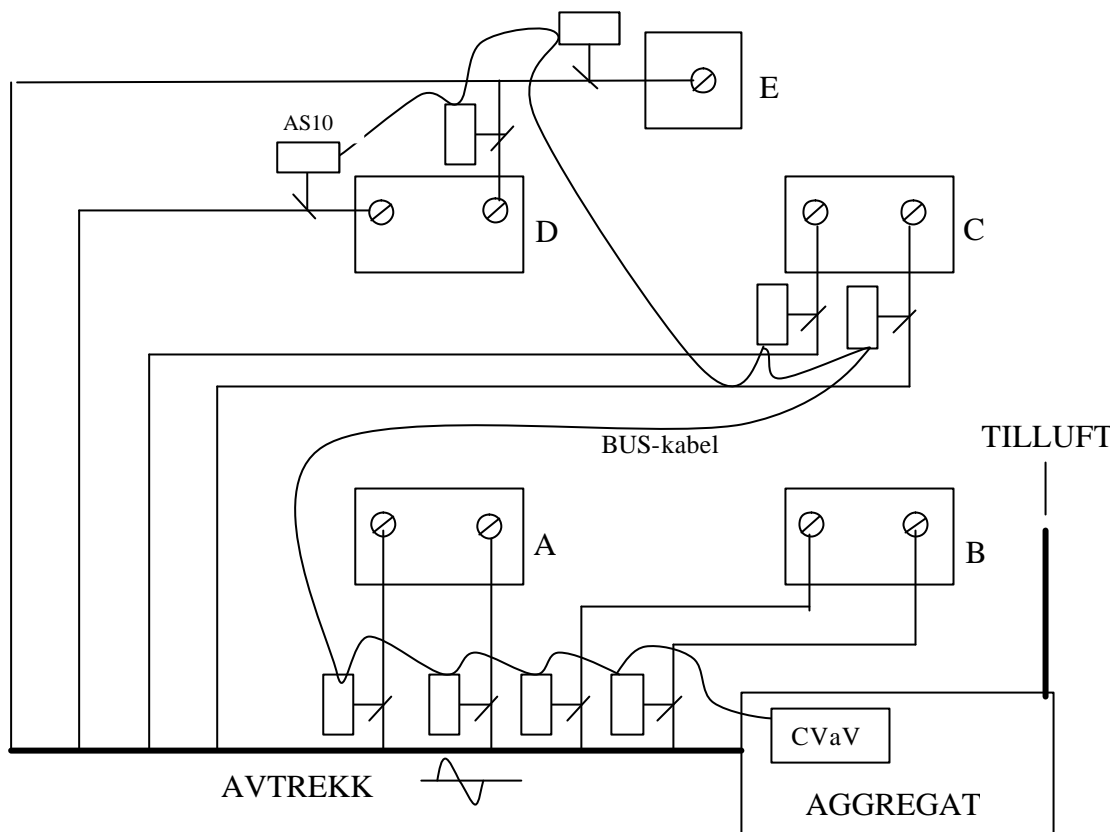 E
AS10
D
C
BUS-kabel
TILLUFT
A
B
CVaV
AVTREKK
AGGREGAT